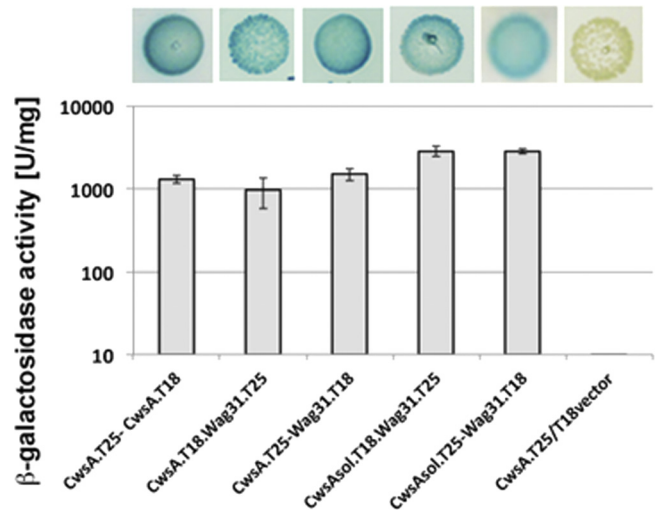 β-galactosidase activity [U/mg]
10000
1000
100
10
CwsA.T25- CwsA.T18
CwsA.T18.Wag31.T25
CwsA.T25-Wag31.T18
CwsAsol.T18.Wag31.T25
CwsAsol.T25-Wag31.T18
CwsA.T25/T18vector